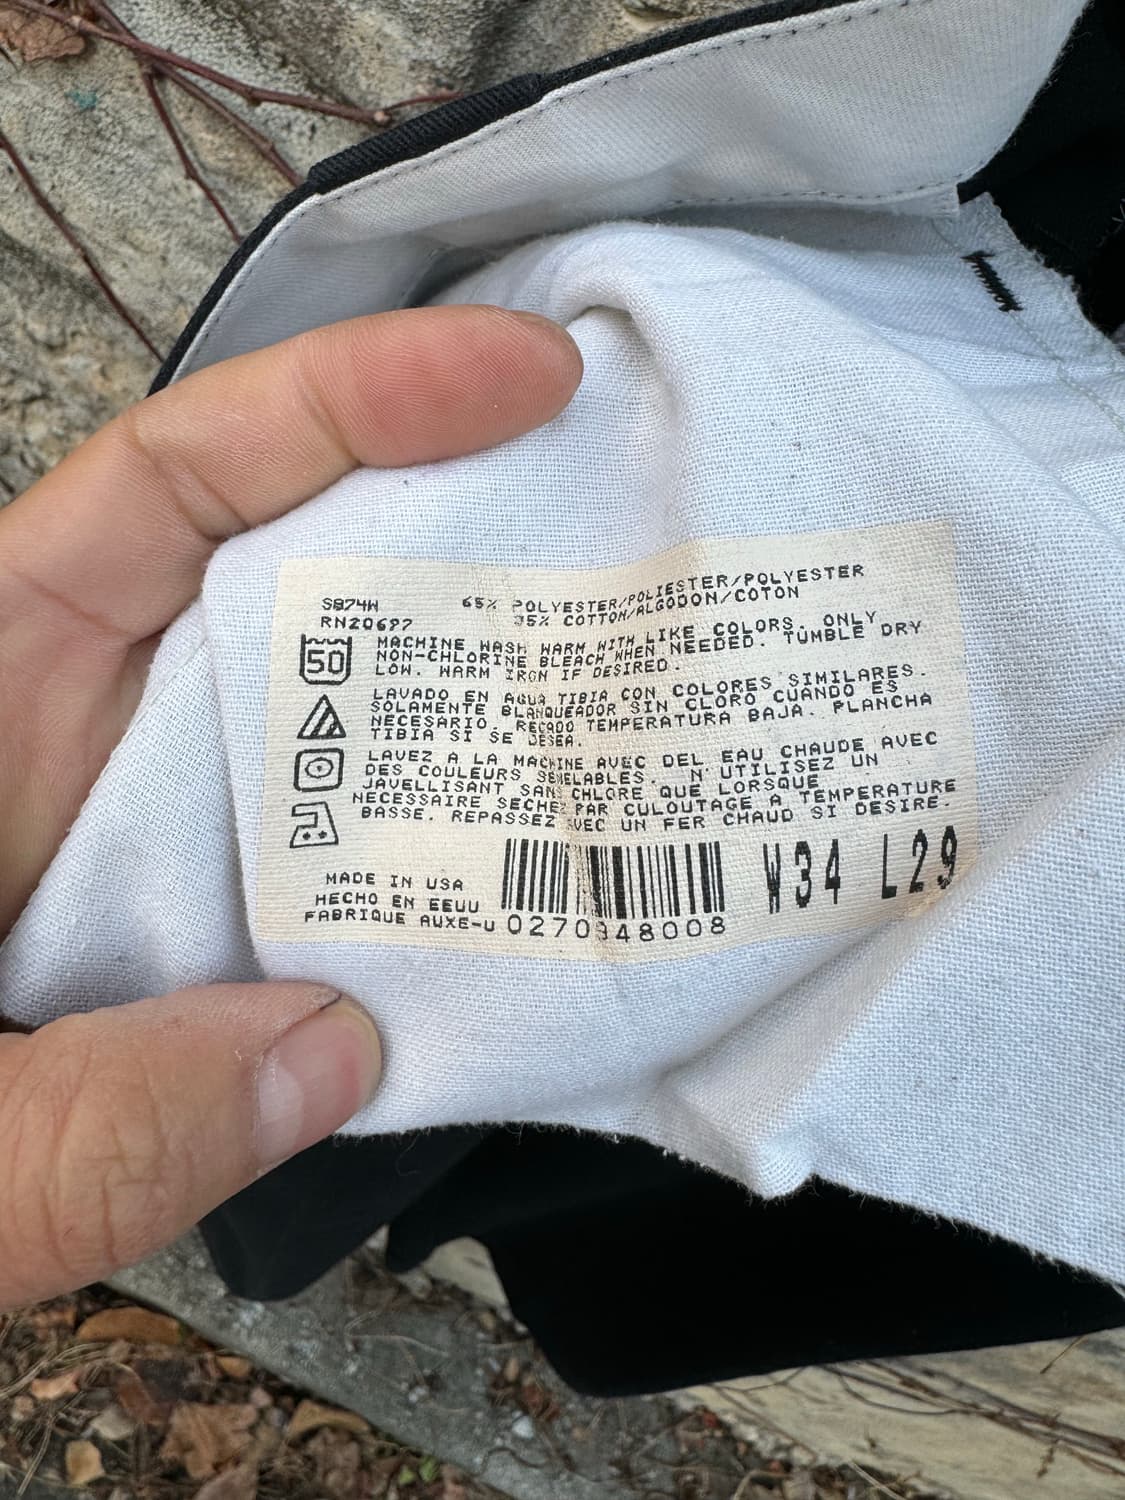 S874W
RN20697
65% POLYESTER/POLIESTER/POLYESTER
35% COTTON/ALGODON/COTON
50
MACHINE WASH WARM WITH LIKE COLORS. ONLY
NON-CHLORINE BLEACH WHEN NEEDED. TUMBLE DRY
LOW. WARM IRON IF DESIRED.
LAVADO EN AGUA TIBIA CON COLORES SIMILARES.
SOLAMENTE BLANQUEADOR SIN CLORO CUANDO ES
NECESARIO. RECADO TEMPERATURA BAJA. PLANCHA
TIBIA SI SE DESEA.
LAVEZ A LA MACHINE AVEC DEL EAU CHAUDE AVEC
DES COULEURS SEMELABLES. N'UTILISEZ UN
JAVELLISANT SANS CHLORE QUE LORSQUE
NECESSAIRE SECHEZ PAR CULOUTAGE A TEMPERATURE
BASSE. REPASSEZ AVEC UN FER CHAUD SI DESIRE.
MADE IN USA
HECHO EN EEUU
FABRIQUE AUXE-U
0270348008
W34 L29